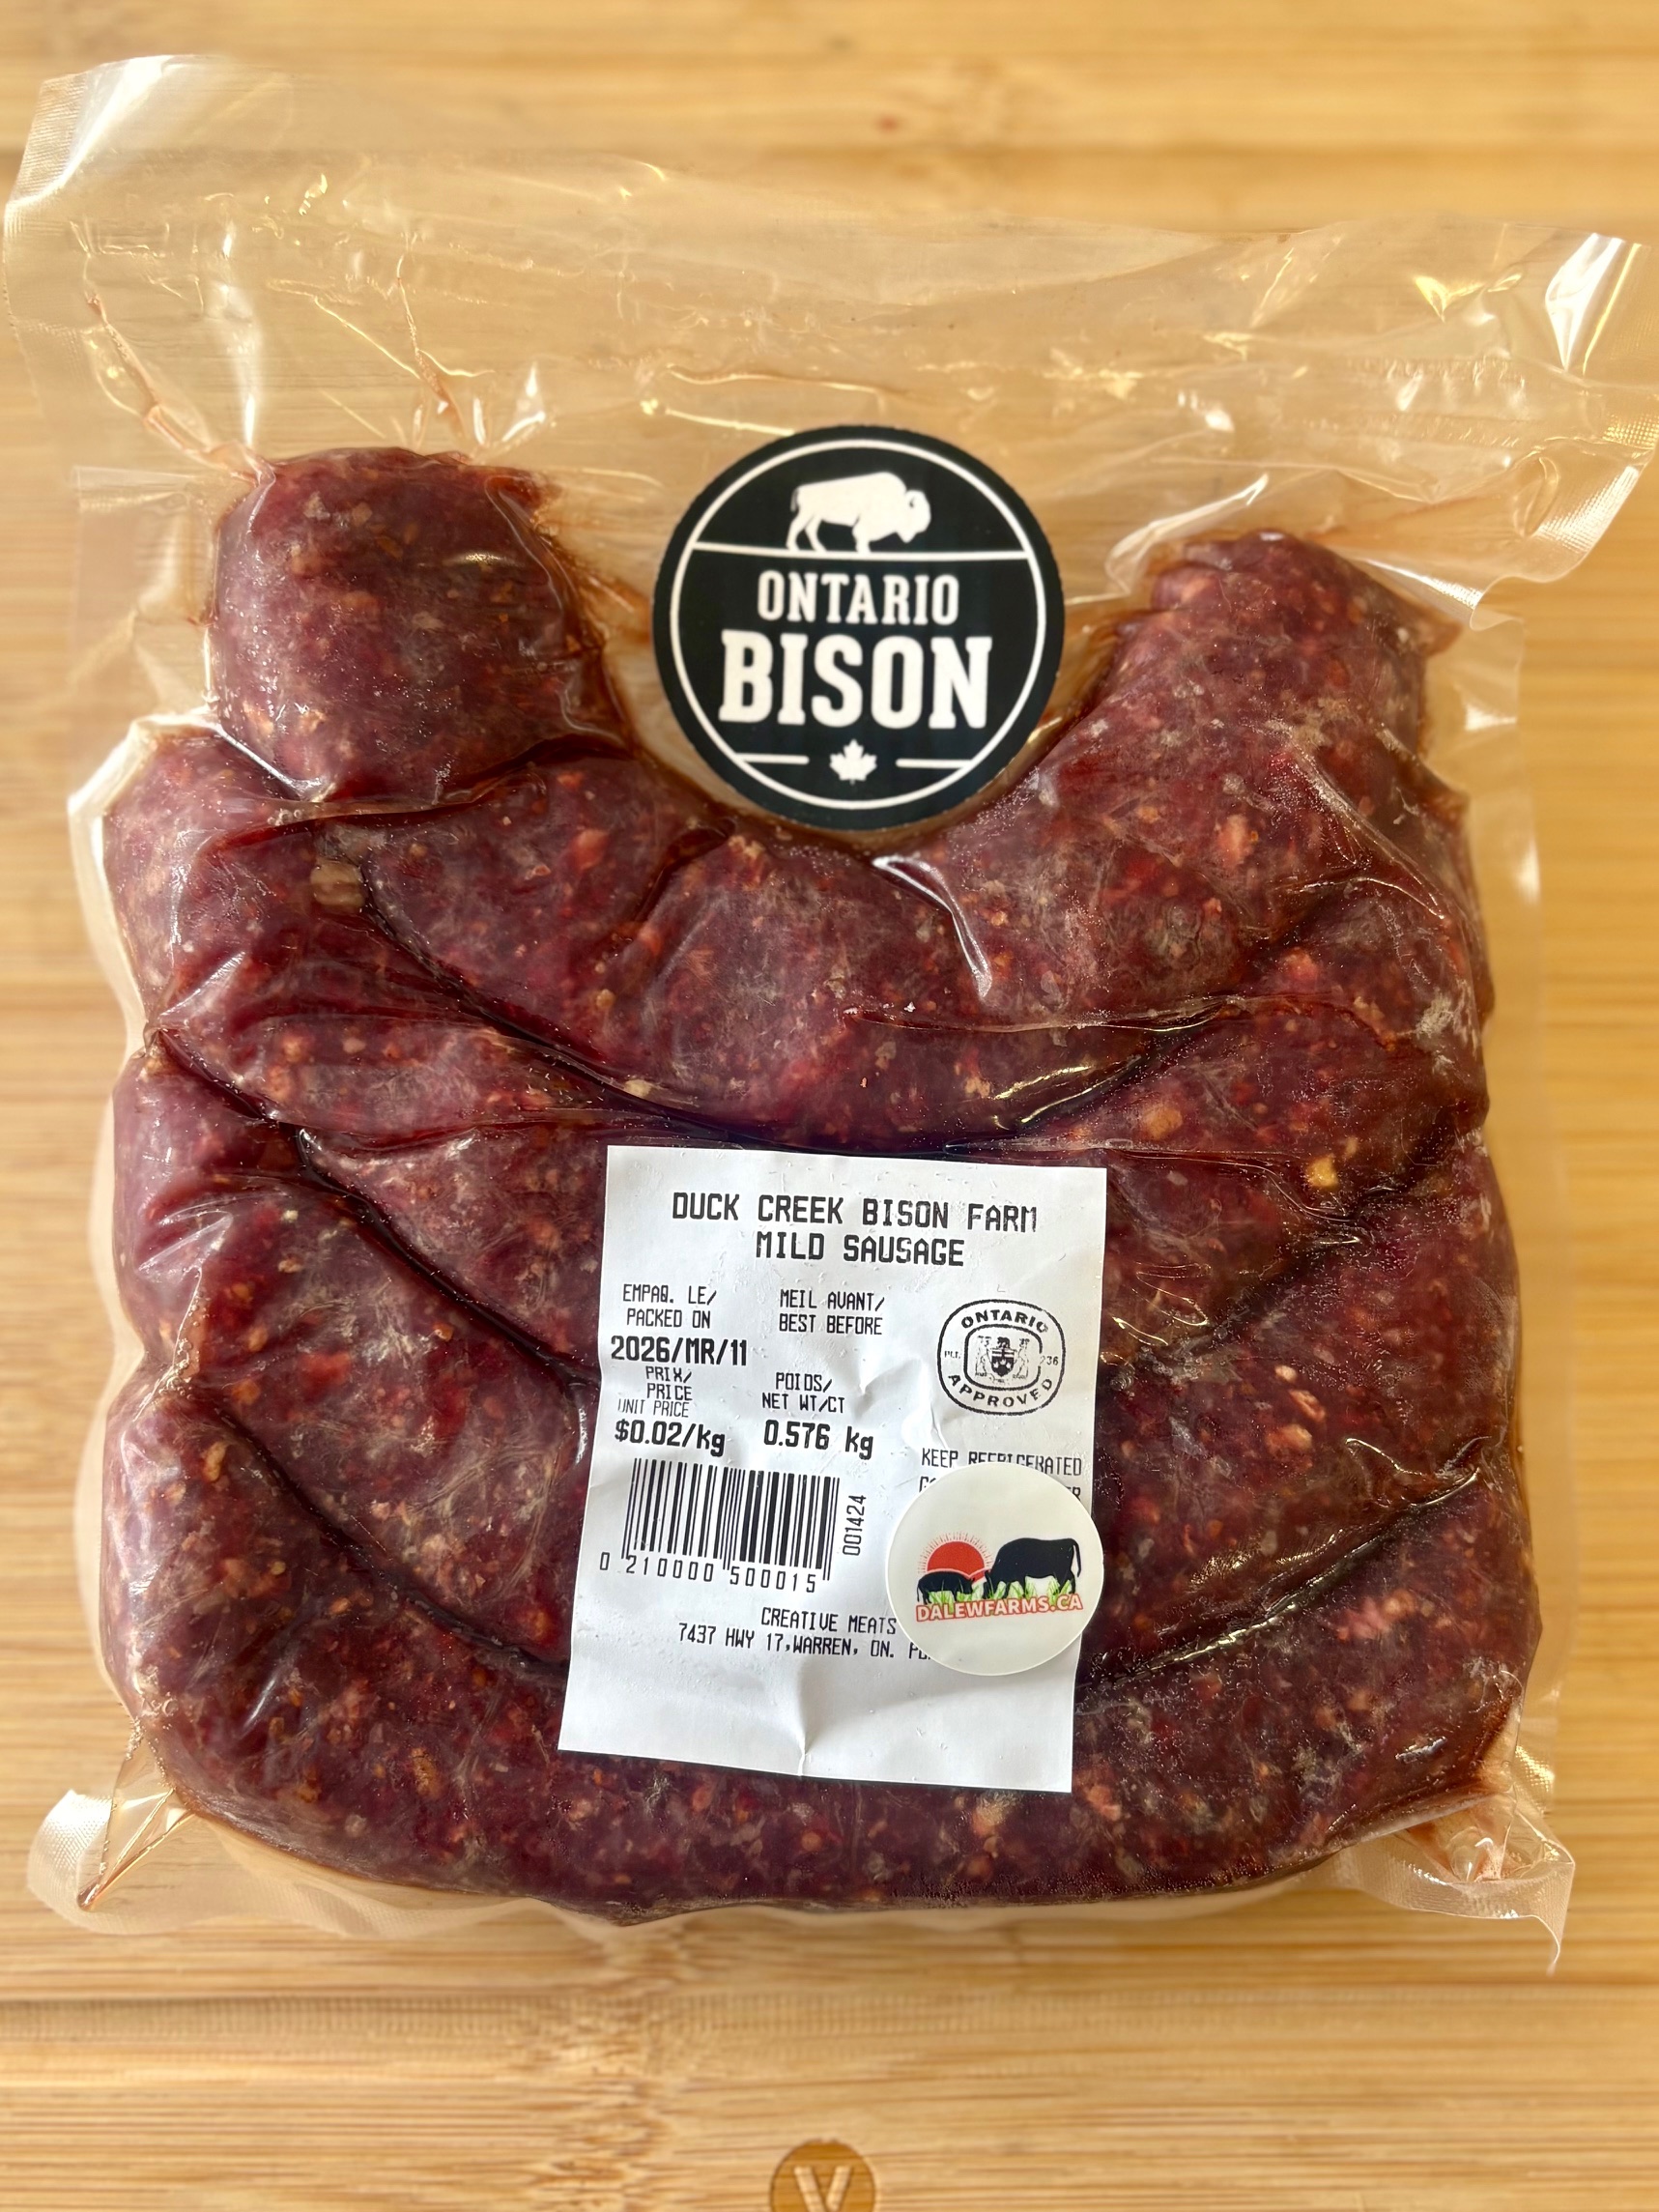 ONTARIO
BISON
DUCK CREEK BISON FARM
MILD SAUSAGE
EMPAQ. LE/
PACKED ON
2026/MR/11
MEIL AVANT/
BEST BEFORE
PRIX/
PRICE
UNIT PRICE
$0.02/kg
POIDS/
NET WT/CT
0.576 kg
ONTARIO
236
APPROVED
KEEP REFRIGERATED
0 210000 500015
001424
DALEWFARMS.CA
CREATIVE MEATS
7437 HWY 17,WARREN, ON.
V